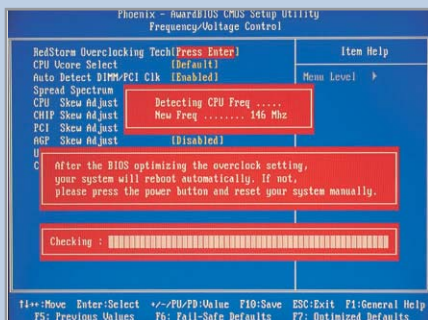 Phoenix - AwardBIOS CMOS Setup Utility
Frequency/Voltage Control
RedStorm Overclocking Tech[Press Enter] Item Help
CPU Vcore Select [Default]
Auto Detect DIMM/PCI Clk [Enabled] Menu Level
Spread Spectrum
CPU Skew Adjust Detecting CPU Freq .....
CHIP Skew Adjust New Freq ........ 146 Mhz
PCI Skew Adjust
AGP Skew Adjust [Disabled]
U
C
After the BIOS optimizing the overclock setting,
your system will reboot automatically. If not,
please press the power button and reset your system manually.
Checking :
↑↓→←:Move Enter:Select +/-/PU/PD:Value F10:Save ESC:Exit F1:General Help
F5: Previous Values F6: Fail-Safe Defaults F7: Optimized Defaults